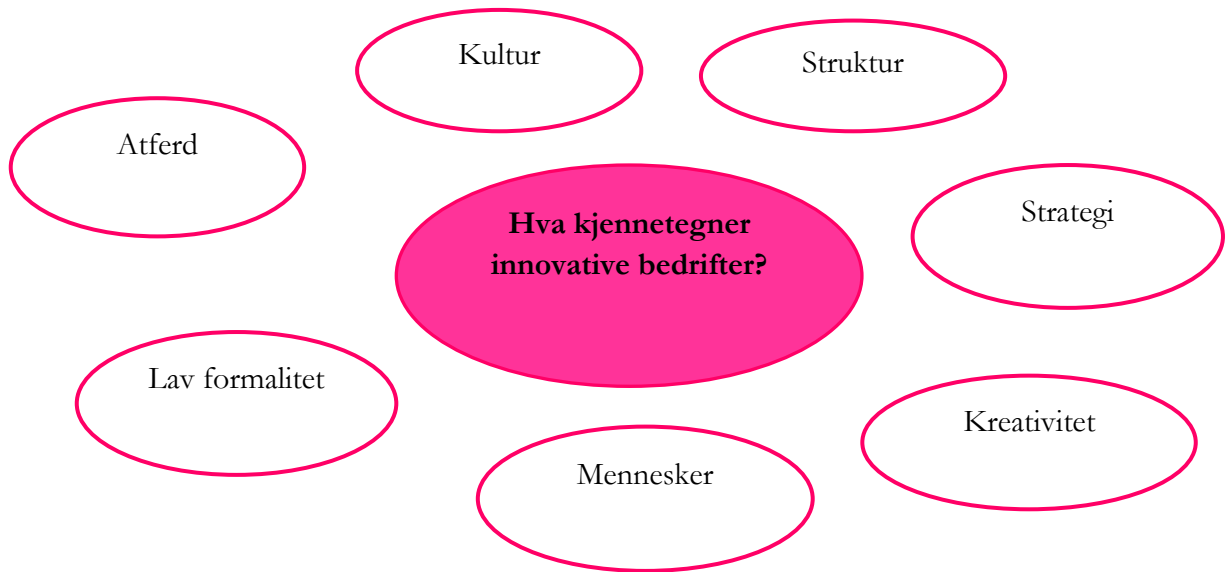 Kultur
Struktur
Atferd
Hva kjennetegner
innovative bedrifter?
Strategi
Lav formalitet
Kreativitet
Mennesker